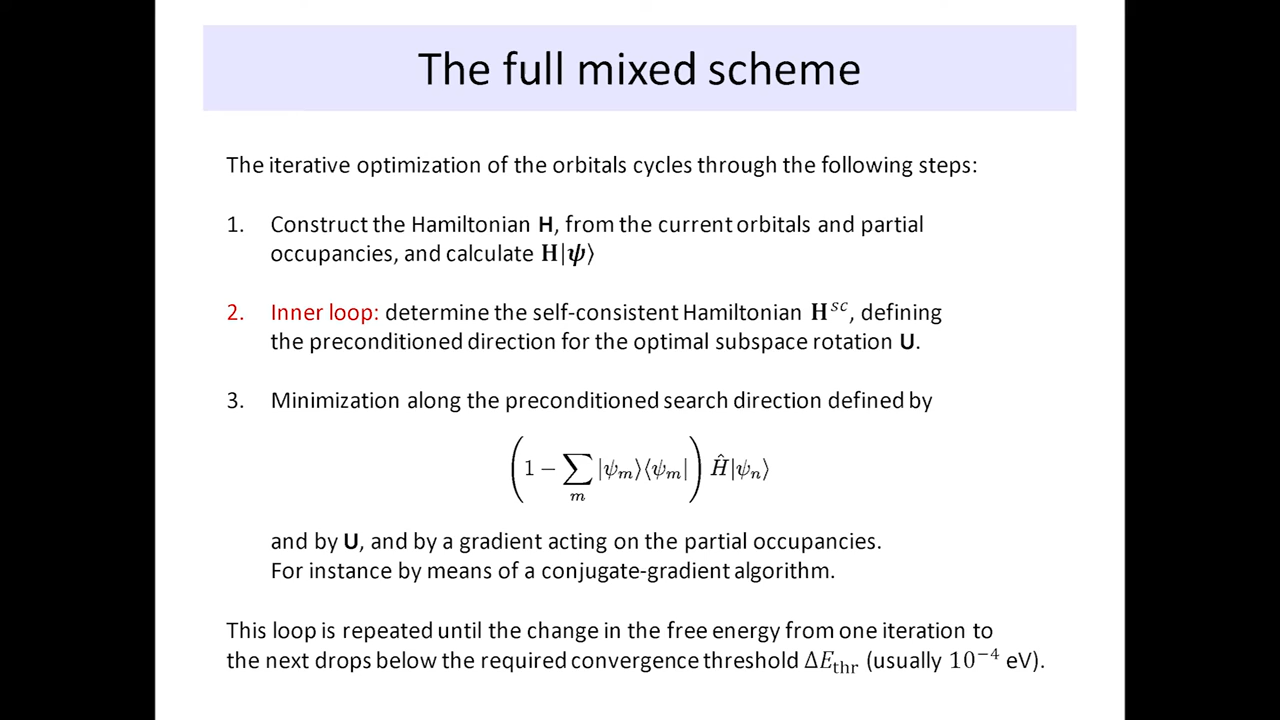 The full mixed scheme
The iterative optimization of the orbitals cycles through the following steps:
1. Construct the Hamiltonian H, from the current orbitals and partial
occupancies, and calculate H|ψ⟩
2. Inner loop: determine the self-consistent Hamiltonian H^{sc}, defining
the preconditioned direction for the optimal subspace rotation U.
3. Minimization along the preconditioned search direction defined by
(1 − ∑_m |ψ_m⟩⟨ψ_m|) Ĥ|ψ_n⟩
and by U, and by a gradient acting on the partial occupancies.
For instance by means of a conjugate-gradient algorithm.
This loop is repeated until the change in the free energy from one iteration to
the next drops below the required convergence threshold ΔE_{thr} (usually 10^{−4} eV).